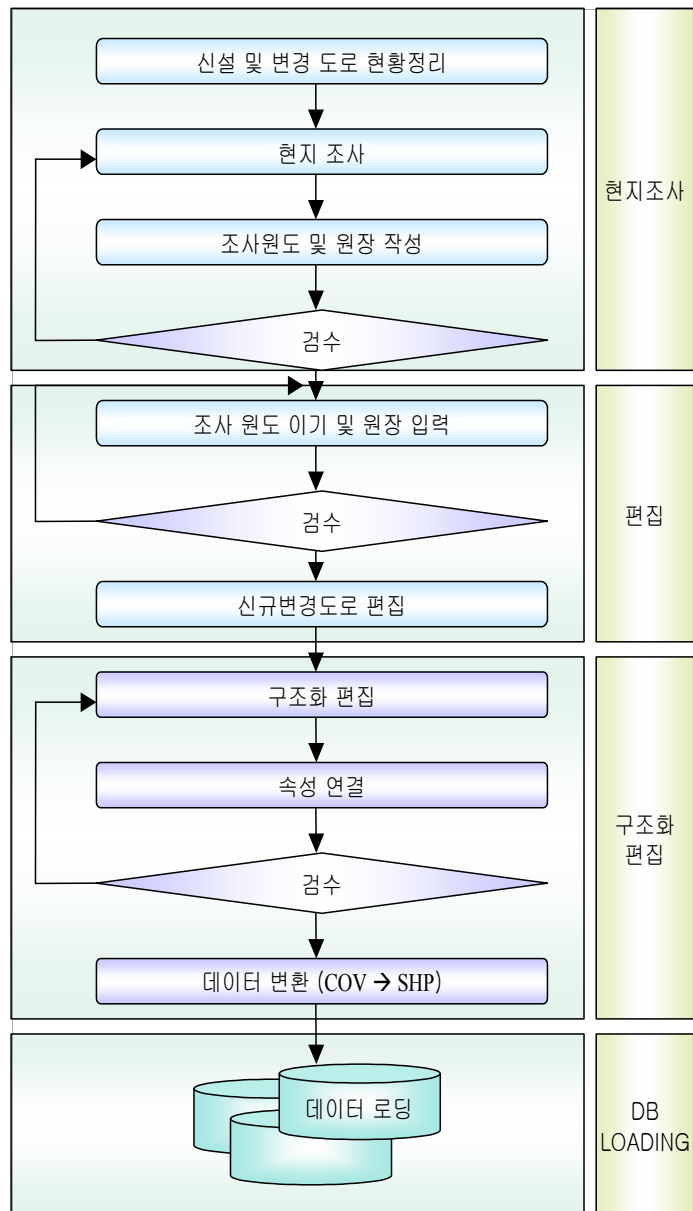 신설 및 변경 도로 현황정리
현지 조사
조사원도 및 원장 작성
검수
현지조사
조사 원도 이기 및 원장 입력
검수
신규변경도로 편집
편집
구조화 편집
속성 연결
검수
데이터 변환 (COV → SHP)
구조화
편집
데이터 로딩
DB
LOADING